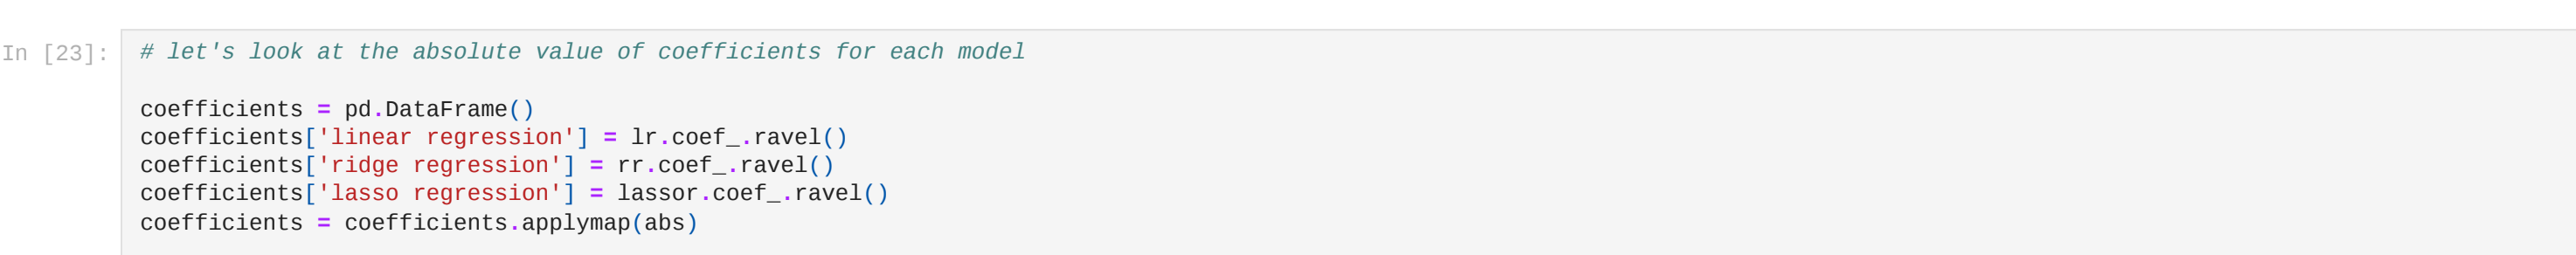 In [23]: # let's look at the absolute value of coefficients for each model
coefficients = pd.DataFrame()
coefficients['linear regression'] = lr.coef_.ravel()
coefficients['ridge regression'] = rr.coef_.ravel()
coefficients['lasso regression'] = lassor.coef_.ravel()
coefficients = coefficients.applymap(abs)